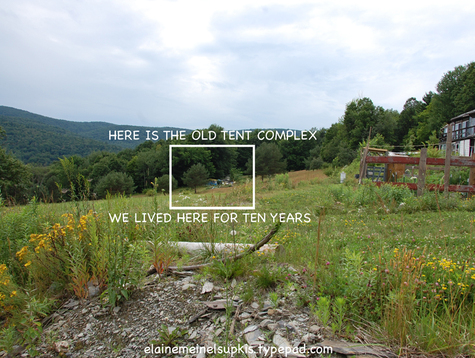 HERE IS THE OLD TENT COMPLEX
WE LIVED HERE FOR TEN YEARS
elainemeinelsupkis.typepad.com